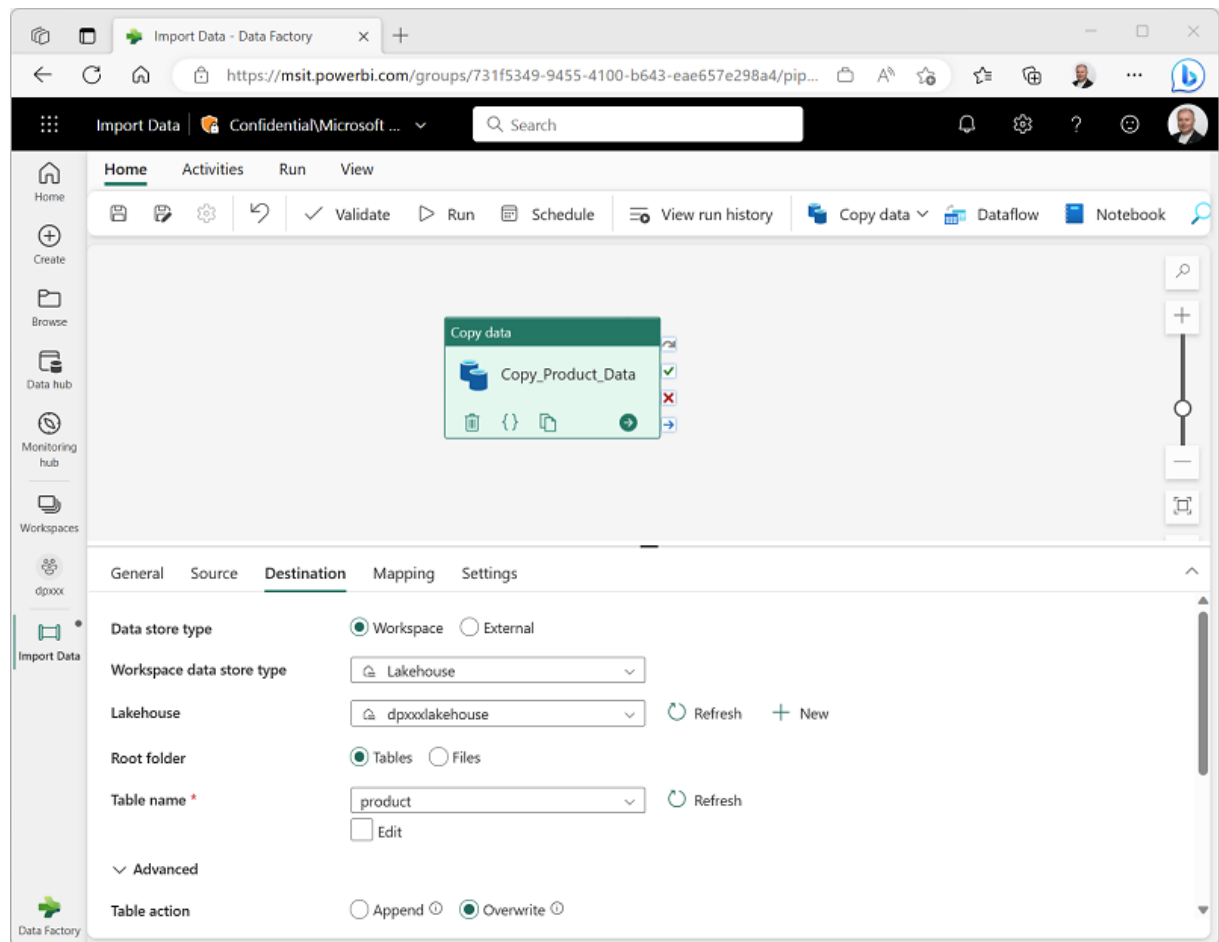 Import Data - Data Factory
https://msit.powerbi.com/groups/731f5349-9455-4100-b643-eae657e298a4/pip...
Import Data Confidential\Microsoft ... Search
Home Activities Run View
Validate Run Schedule View run history Copy data Dataflow Notebook
Home
Create
Browse
Data hub
Monitoring
hub
Workspaces
dpxxx
Import Data
Data Factory
Copy data
Copy_Product_Data
General Source Destination Mapping Settings
Data store type Workspace External
Workspace data store type Lakehouse
Lakehouse dpxxxlakehouse Refresh + New
Root folder Tables Files
Table name * product Refresh
Edit
Advanced
Table action Append Overwrite